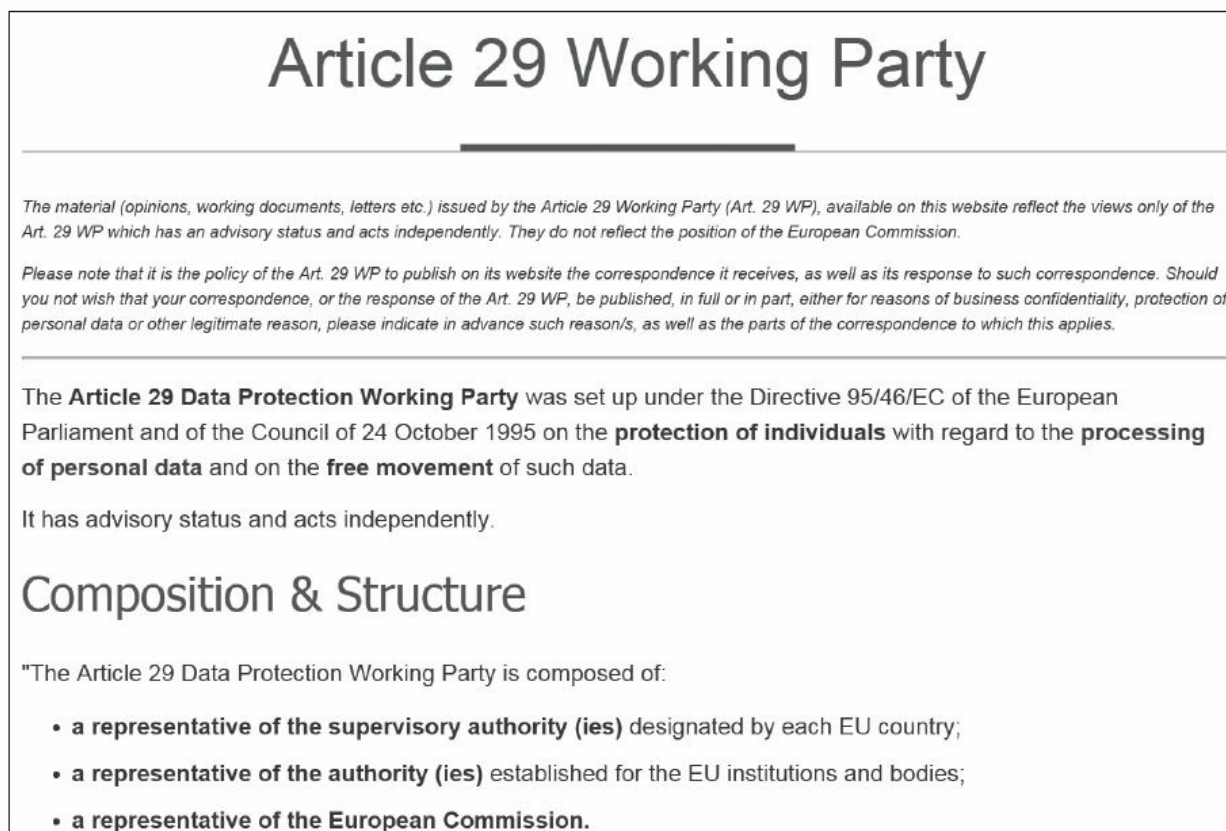 Article 29 Working Party
The material (opinions, working documents, letters etc.) issued by the Article 29 Working Party (Art. 29 WP), available on this website reflect the views only of the
Art. 29 WP which has an advisory status and acts independently. They do not reflect the position of the European Commission.
Please note that it is the policy of the Art. 29 WP to publish on its website the correspondence it receives, as well as its response to such correspondence. Should
you not wish that your correspondence, or the response of the Art. 29 WP, be published, in full or in part, either for reasons of business confidentiality, protection of
personal data or other legitimate reason, please indicate in advance such reason/s, as well as the parts of the correspondence to which this applies.
The Article 29 Data Protection Working Party was set up under the Directive 95/46/EC of the European
Parliament and of the Council of 24 October 1995 on the protection of individuals with regard to the processing
of personal data and on the free movement of such data.
It has advisory status and acts independently.
Composition & Structure
"The Article 29 Data Protection Working Party is composed of:
• a representative of the supervisory authority (ies) designated by each EU country;
• a representative of the authority (ies) established for the EU institutions and bodies;
• a representative of the European Commission.